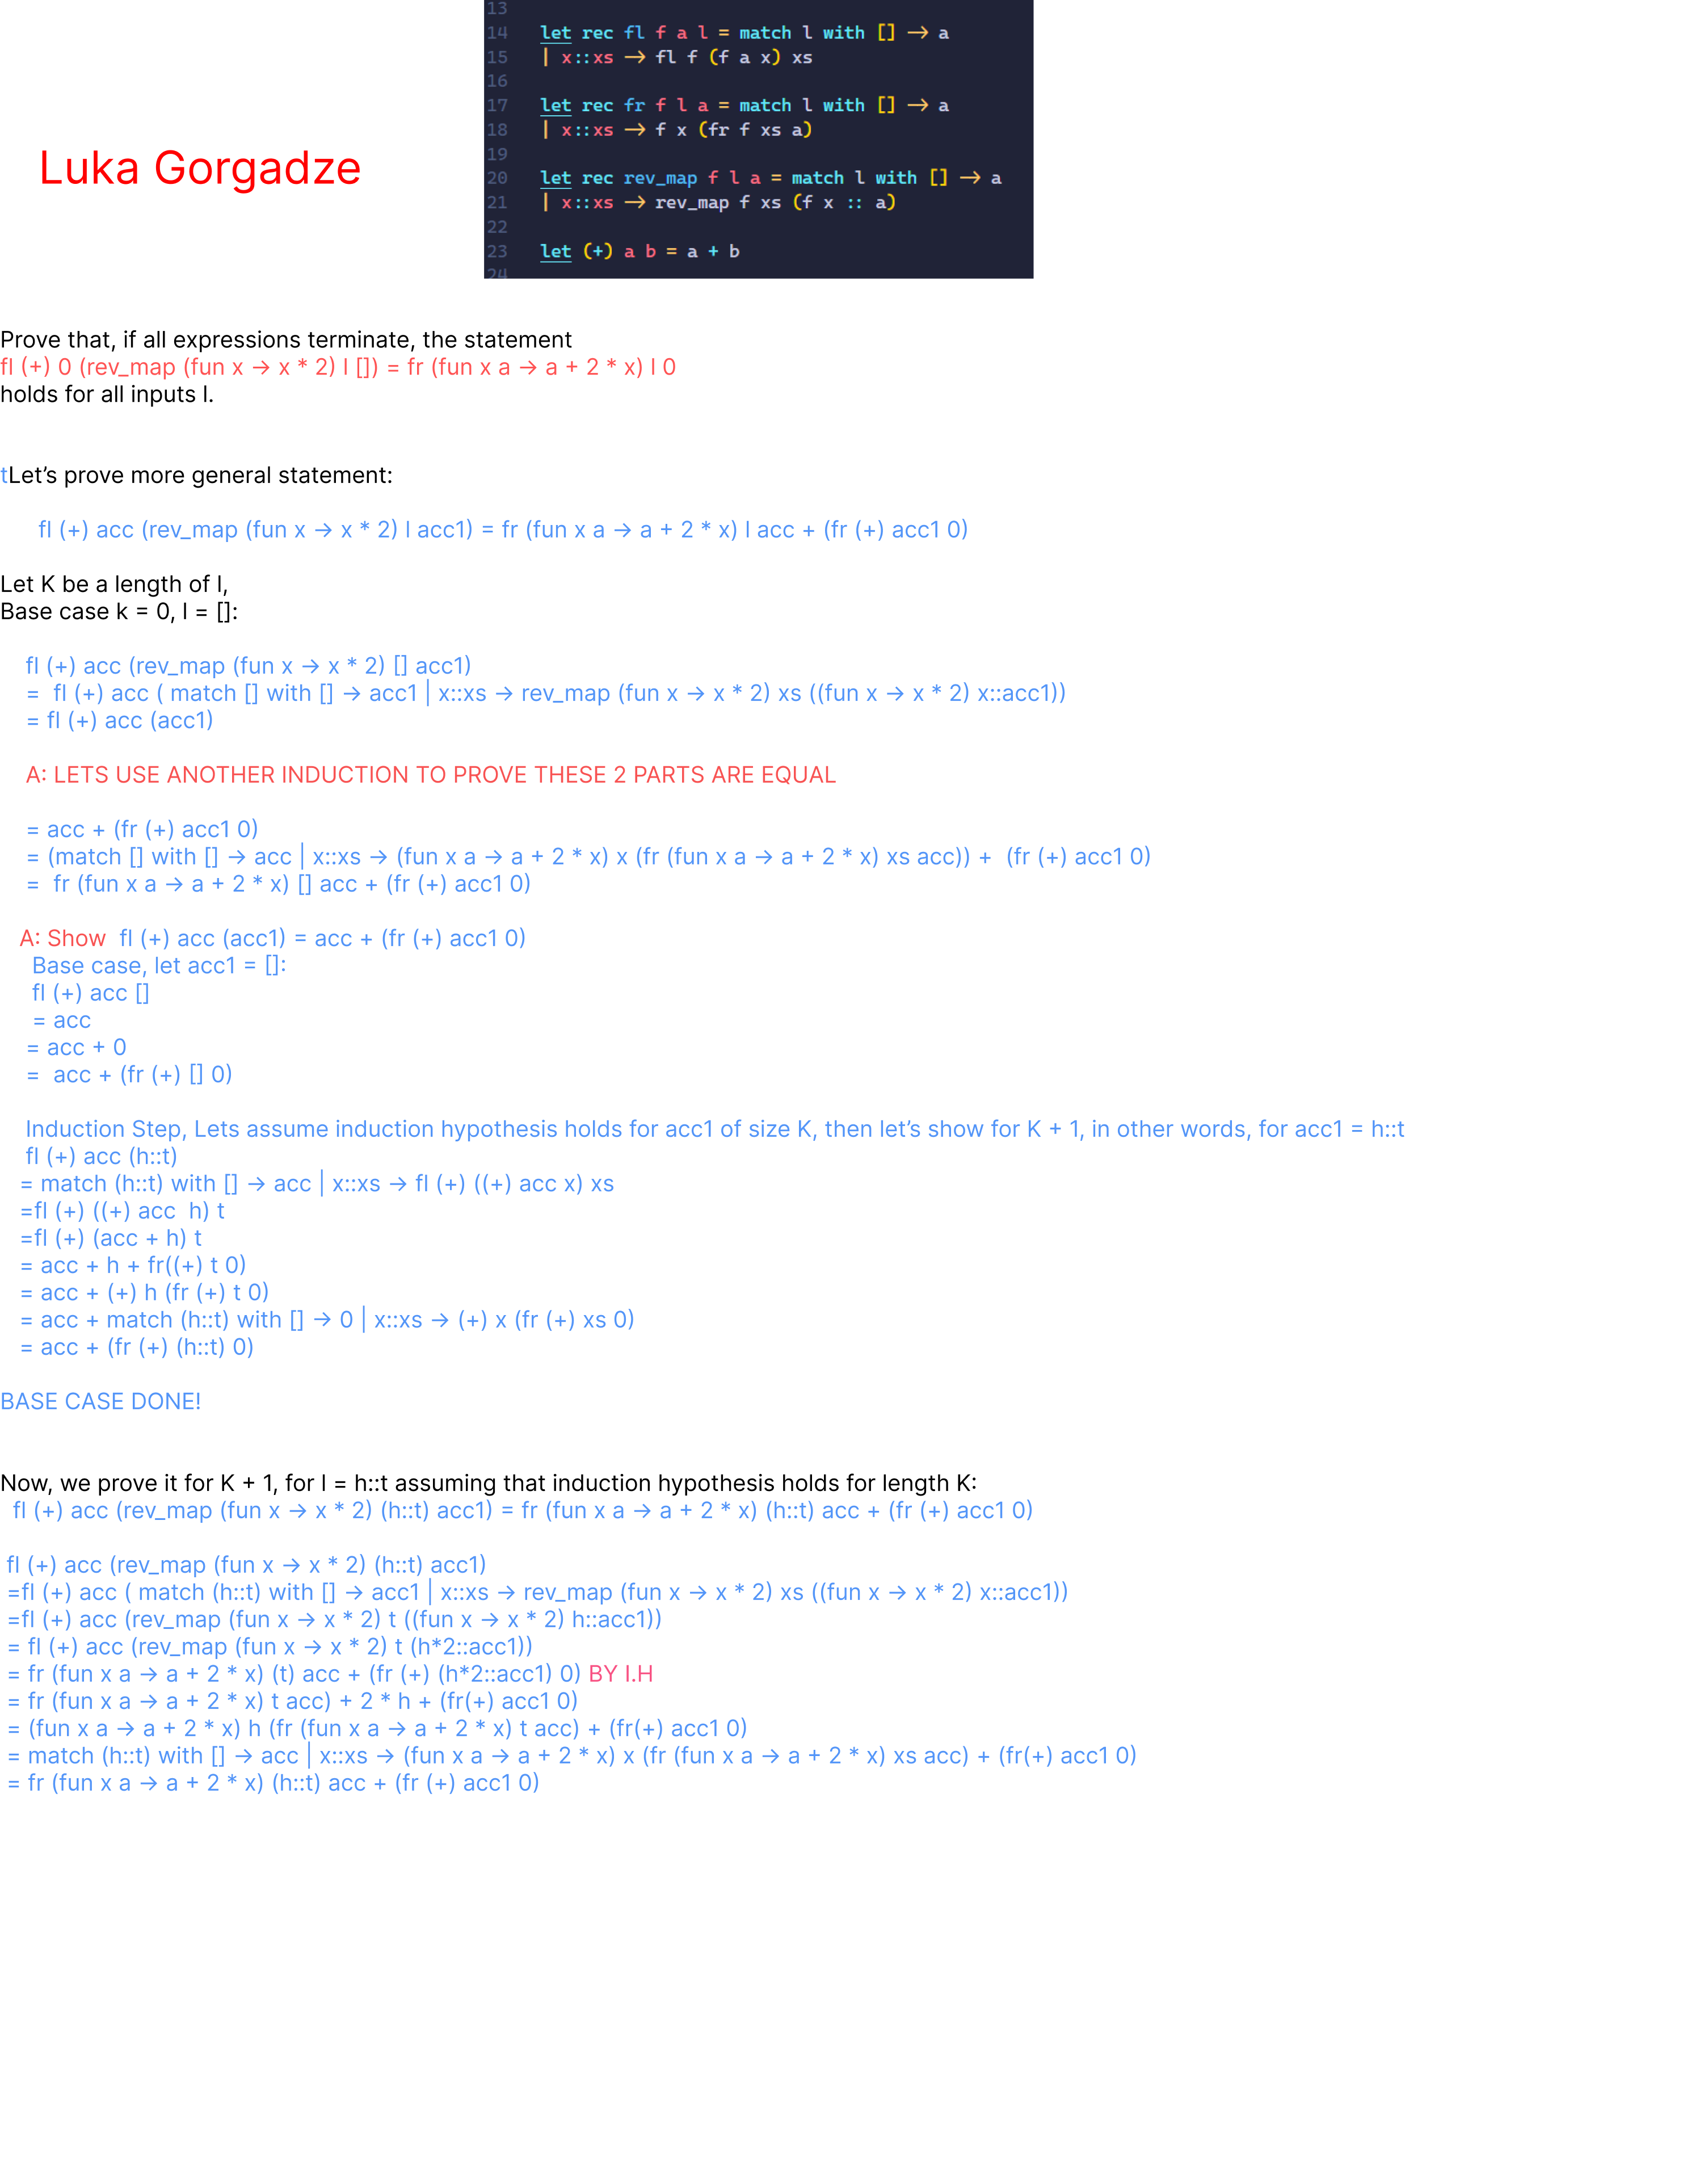 13
14 let rec fl f a l = match l with [] → a
15 | x::xs → fl f (f a x) xs
16
17 let rec fr f l a = match l with [] → a
18 | x::xs → f x (fr f xs a)
19
20 let rec rev_map f l a = match l with [] → a
21 | x::xs → rev_map f xs (f x :: a)
22
23 let (+) a b = a + b
24
Luka Gorgadze
Prove that, if all expressions terminate, the statement
fl (+) 0 (rev_map (fun x → x * 2) l []) = fr (fun x a → a + 2 * x) l 0
holds for all inputs l.
tLet’s prove more general statement:
fl (+) acc (rev_map (fun x → x * 2) l acc1) = fr (fun x a → a + 2 * x) l acc + (fr (+) acc1 0)
Let K be a length of l,
Base case k = 0, l = []:
fl (+) acc (rev_map (fun x → x * 2) [] acc1)
= fl (+) acc ( match [] with [] → acc1 | x::xs → rev_map (fun x → x * 2) xs ((fun x → x * 2) x::acc1))
= fl (+) acc (acc1)
A: LETS USE ANOTHER INDUCTION TO PROVE THESE 2 PARTS ARE EQUAL
= acc + (fr (+) acc1 0)
= (match [] with [] → acc | x::xs → (fun x a → a + 2 * x) x (fr (fun x a → a + 2 * x) xs acc)) + (fr (+) acc1 0)
= fr (fun x a → a + 2 * x) [] acc + (fr (+) acc1 0)
A: Show fl (+) acc (acc1) = acc + (fr (+) acc1 0)
Base case, let acc1 = []:
fl (+) acc []
= acc
= acc + 0
= acc + (fr (+) [] 0)
Induction Step, Lets assume induction hypothesis holds for acc1 of size K, then let’s show for K + 1, in other words, for acc1 = h::t
fl (+) acc (h::t)
= match (h::t) with [] → acc | x::xs → fl (+) ((+) acc x) xs
=fl (+) ((+) acc h) t
=fl (+) (acc + h) t
= acc + h + fr((+) t 0)
= acc + (+) h (fr (+) t 0)
= acc + match (h::t) with [] → 0 | x::xs → (+) x (fr (+) xs 0)
= acc + (fr (+) (h::t) 0)
BASE CASE DONE!
Now, we prove it for K + 1, for l = h::t assuming that induction hypothesis holds for length K:
fl (+) acc (rev_map (fun x → x * 2) (h::t) acc1) = fr (fun x a → a + 2 * x) (h::t) acc + (fr (+) acc1 0)
fl (+) acc (rev_map (fun x → x * 2) (h::t) acc1)
=fl (+) acc ( match (h::t) with [] → acc1 | x::xs → rev_map (fun x → x * 2) xs ((fun x → x * 2) x::acc1))
=fl (+) acc (rev_map (fun x → x * 2) t ((fun x → x * 2) h::acc1))
= fl (+) acc (rev_map (fun x → x * 2) t (h*2::acc1))
= fr (fun x a → a + 2 * x) (t) acc + (fr (+) (h*2::acc1) 0) BY I.H
= fr (fun x a → a + 2 * x) t acc) + 2 * h + (fr(+) acc1 0)
= (fun x a → a + 2 * x) h (fr (fun x a → a + 2 * x) t acc) + (fr(+) acc1 0)
= match (h::t) with [] → acc | x::xs → (fun x a → a + 2 * x) x (fr (fun x a → a + 2 * x) xs acc) + (fr(+) acc1 0)
= fr (fun x a → a + 2 * x) (h::t) acc + (fr (+) acc1 0)